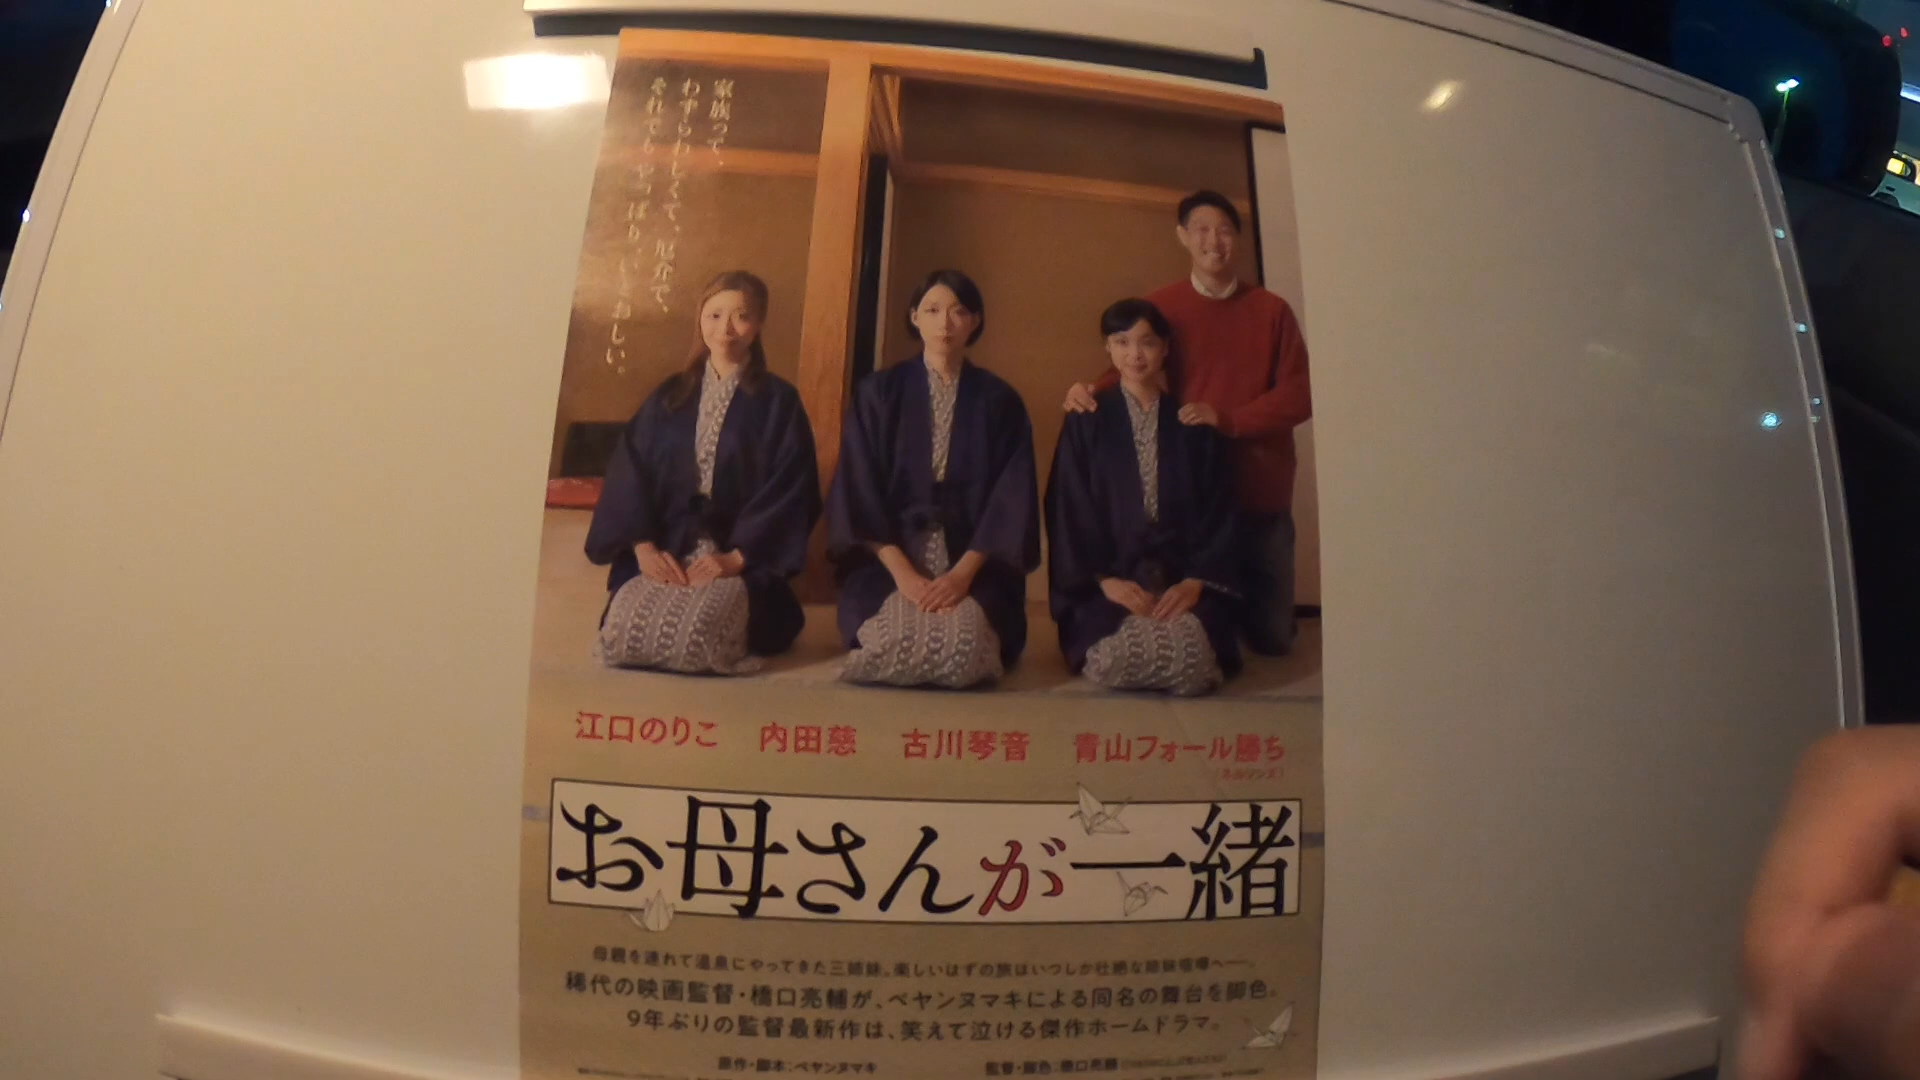 家族って、
わずらわしくて、厄介で、
それでもやっぱり、いとおしい。
江口のりこ 内田慈 古川琴音 青山フォール勝ち
(ネルソンズ)
お母さんが一緒
母親を連れて温泉にやってきた三姉妹。楽しいはずの旅はいつしか壮絶な姉妹喧嘩へ──。
稀代の映画監督・橋口亮輔が、ペヤンヌマキによる同名の舞台を脚色。
9年ぶりの監督最新作は、笑えて泣ける傑作ホームドラマ。
原作・脚本:ペヤンヌマキ 監督・脚色:橋口亮輔